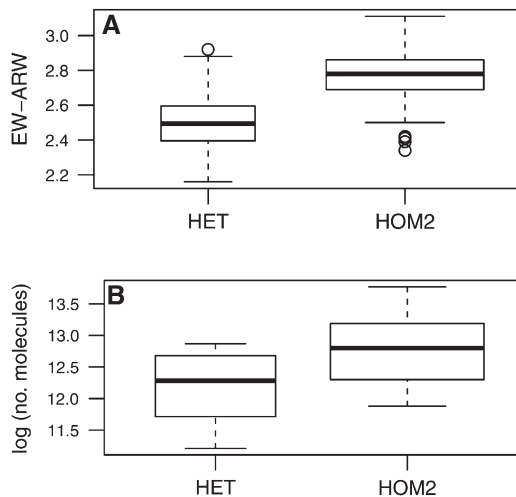 A
EW−ARW
3.0
2.8
2.6
2.4
2.2
HET HOM2
B
log (no. molecules)
13.5
13.0
12.5
12.0
11.5
HET HOM2